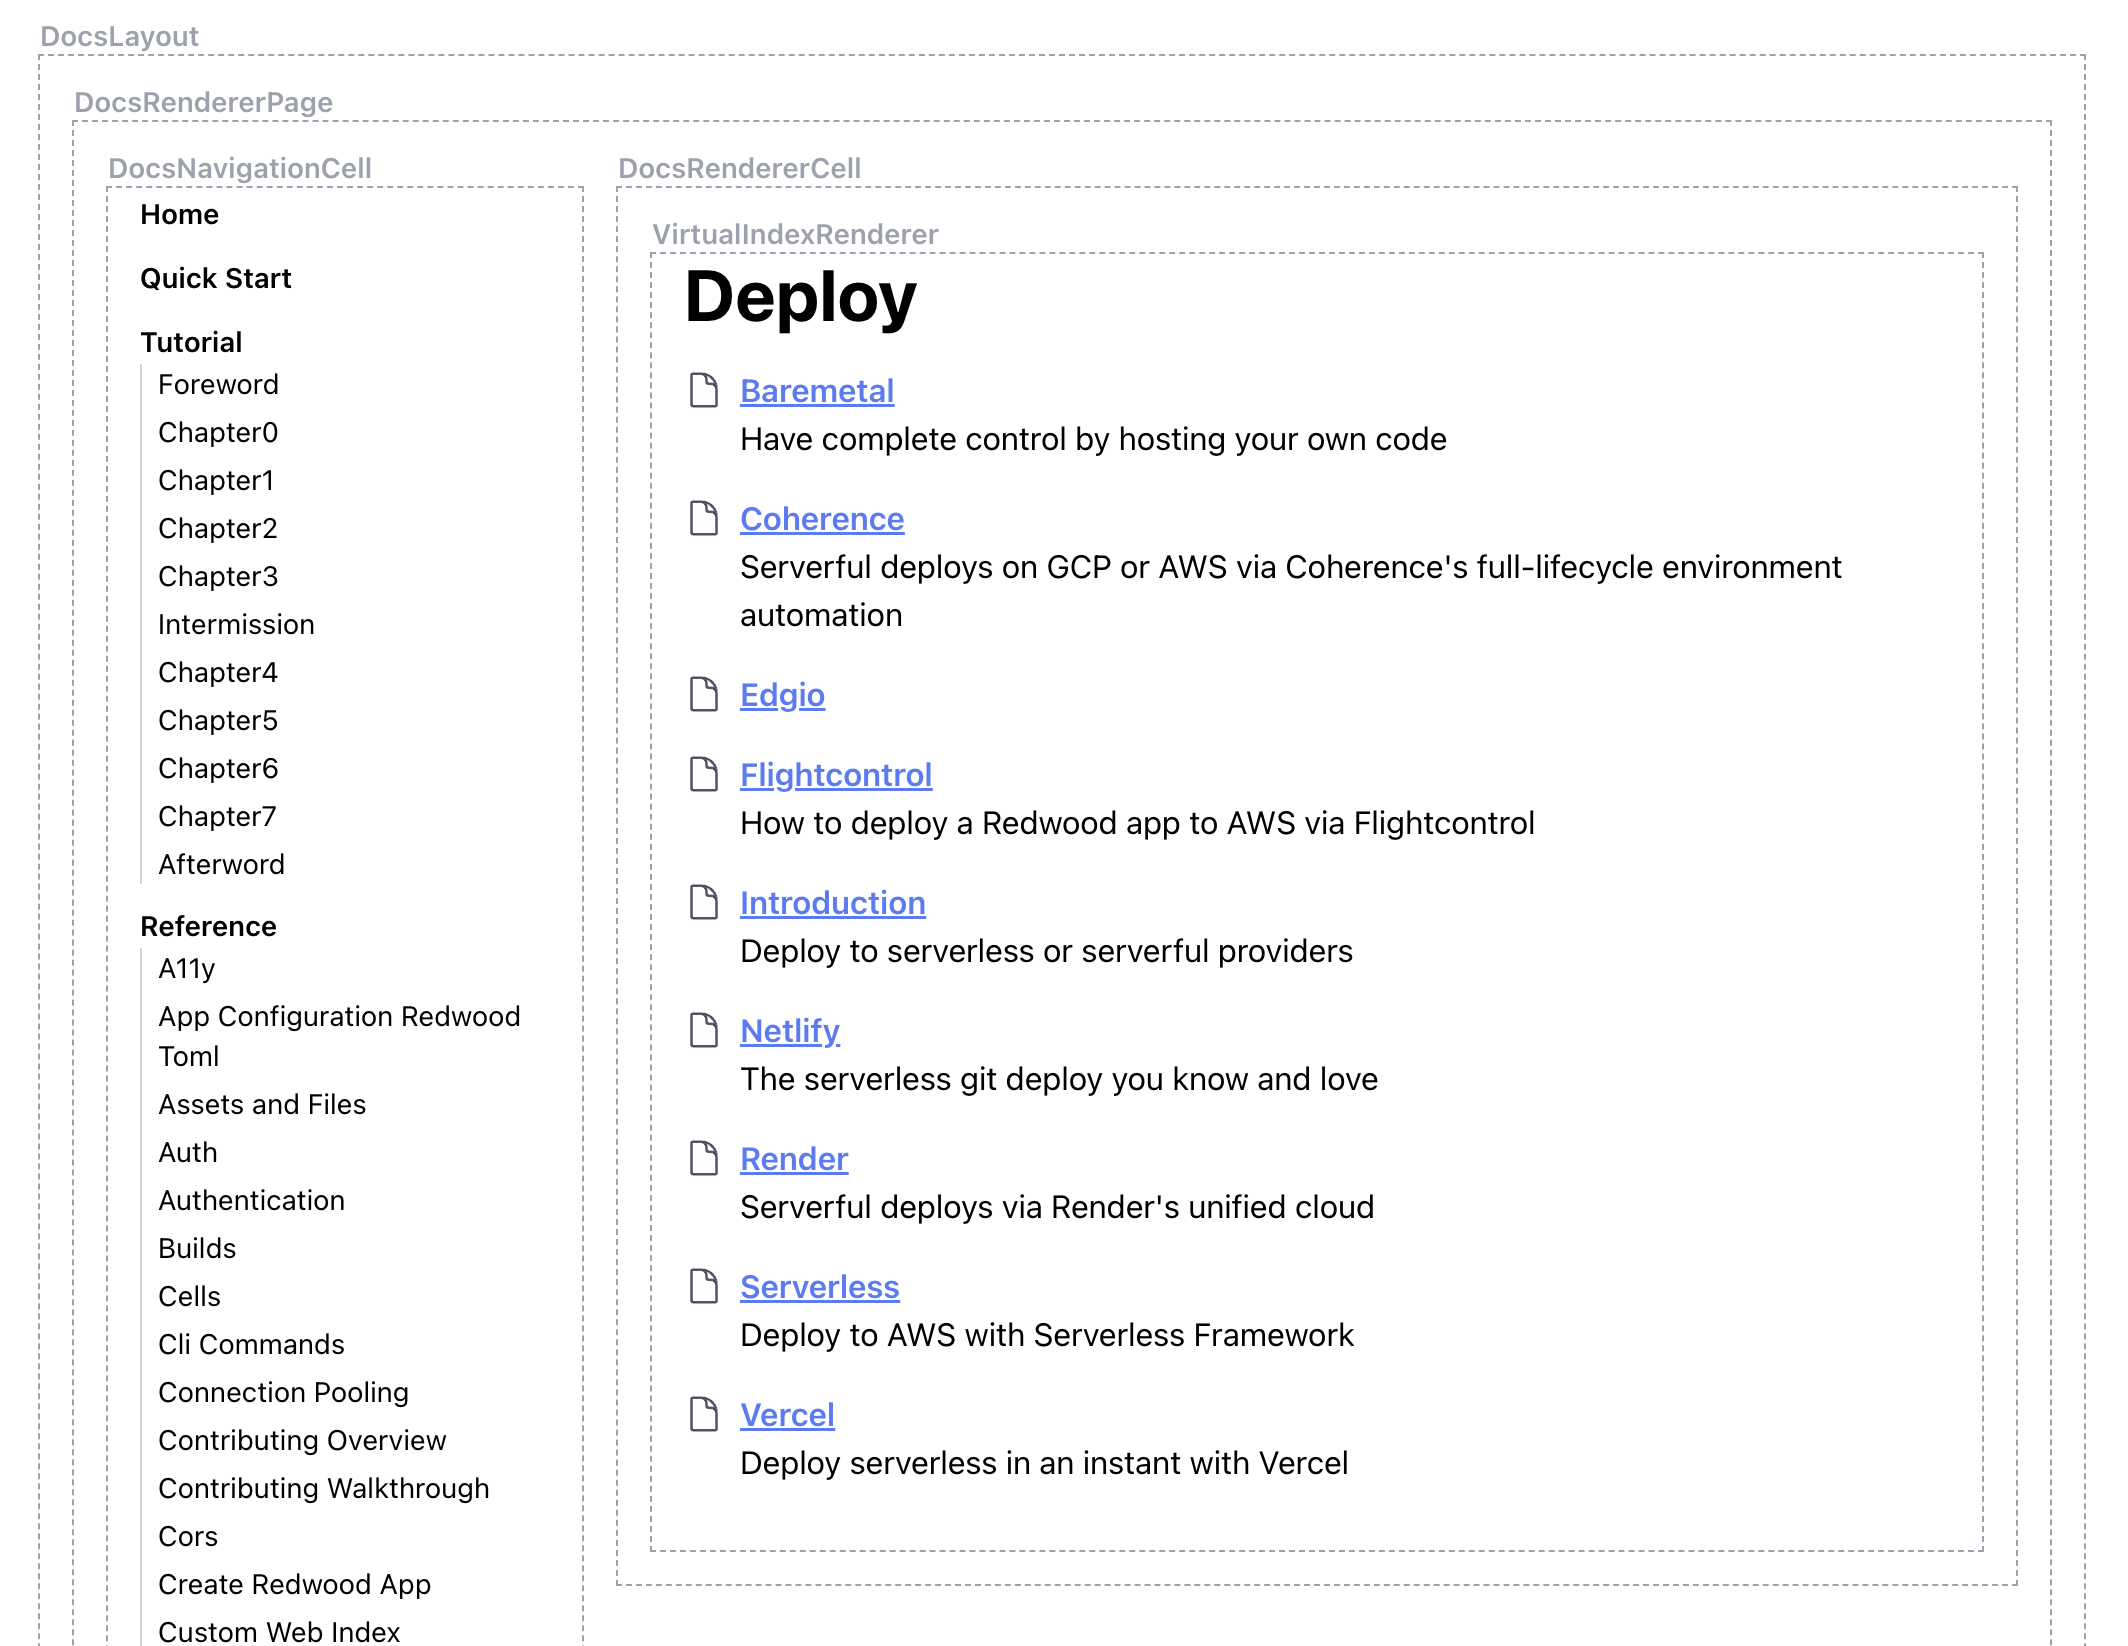 DocsLayout
DocsRendererPage
DocsNavigationCell
Home
Quick Start
Tutorial
Foreword
Chapter0
Chapter1
Chapter2
Chapter3
Intermission
Chapter4
Chapter5
Chapter6
Chapter7
Afterword
Reference
A11y
App Configuration Redwood
Toml
Assets and Files
Auth
Authentication
Builds
Cells
Cli Commands
Connection Pooling
Contributing Overview
Contributing Walkthrough
Cors
Create Redwood App
Custom Web Index
DocsRendererCell
VirtualIndexRenderer
Deploy
Baremetal
Have complete control by hosting your own code
Coherence
Serverful deploys on GCP or AWS via Coherence's full-lifecycle environment
automation
Edgio
Flightcontrol
How to deploy a Redwood app to AWS via Flightcontrol
Introduction
Deploy to serverless or serverful providers
Netlify
The serverless git deploy you know and love
Render
Serverful deploys via Render's unified cloud
Serverless
Deploy to AWS with Serverless Framework
Vercel
Deploy serverless in an instant with Vercel